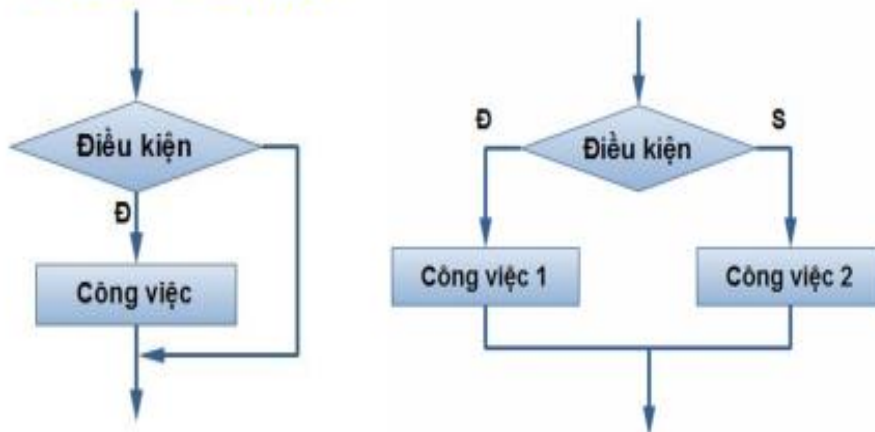 Điều kiện
Đ
Công việc
Đ
S
Điều kiện
Công việc 1
Công việc 2